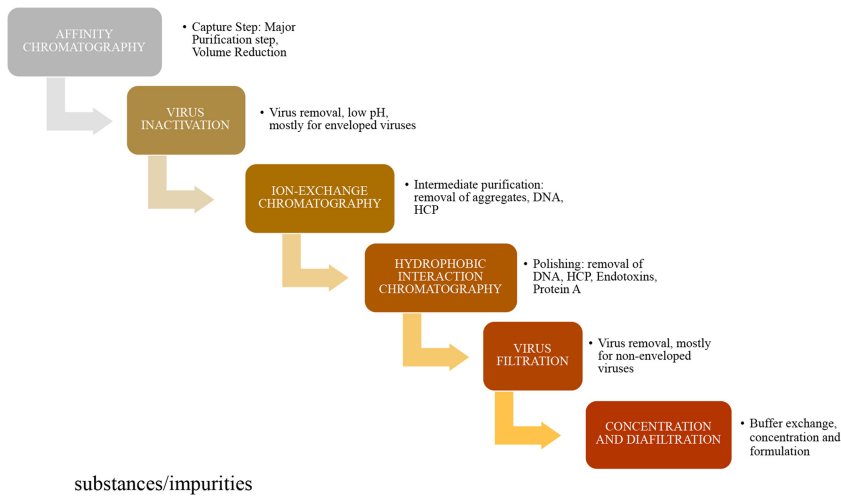 AFFINITY
CHROMATOGRAPHY
• Capture Step: Major
Purification step,
Volume Reduction
VIRUS
INACTIVATION
• Virus removal, low pH,
mostly for enveloped viruses
ION-EXCHANGE
CHROMATOGRAPHY
• Intermediate purification:
removal of aggregates, DNA,
HCP
HYDROPHOBIC
INTERACTION
CHROMATOGRAPHY
• Polishing: removal of
DNA, HCP, Endotoxins,
Protein A
VIRUS
FILTRATION
• Virus removal, mostly
for non-enveloped
viruses
CONCENTRATION
AND DIAFILTRATION
• Buffer exchange,
concentration and
formulation
substances/impurities